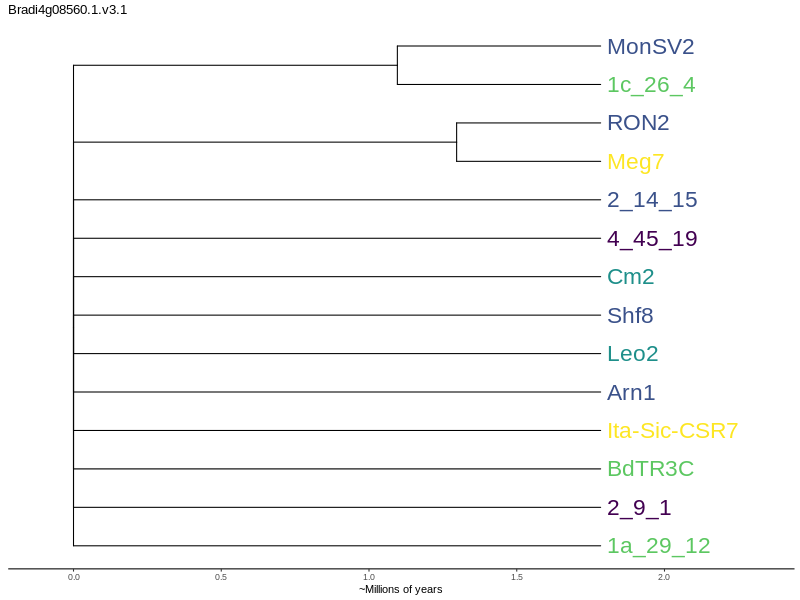 Bradi4g08560.1.v3.1
MonSV2
1c_26_4
RON2
Meg7
2_14_15
4_45_19
Cm2
Shf8
Leo2
Arn1
Ita-Sic-CSR7
BdTR3C
2_9_1
1a_29_12
0.0 0.5 1.0 1.5 2.0
~Millions of years